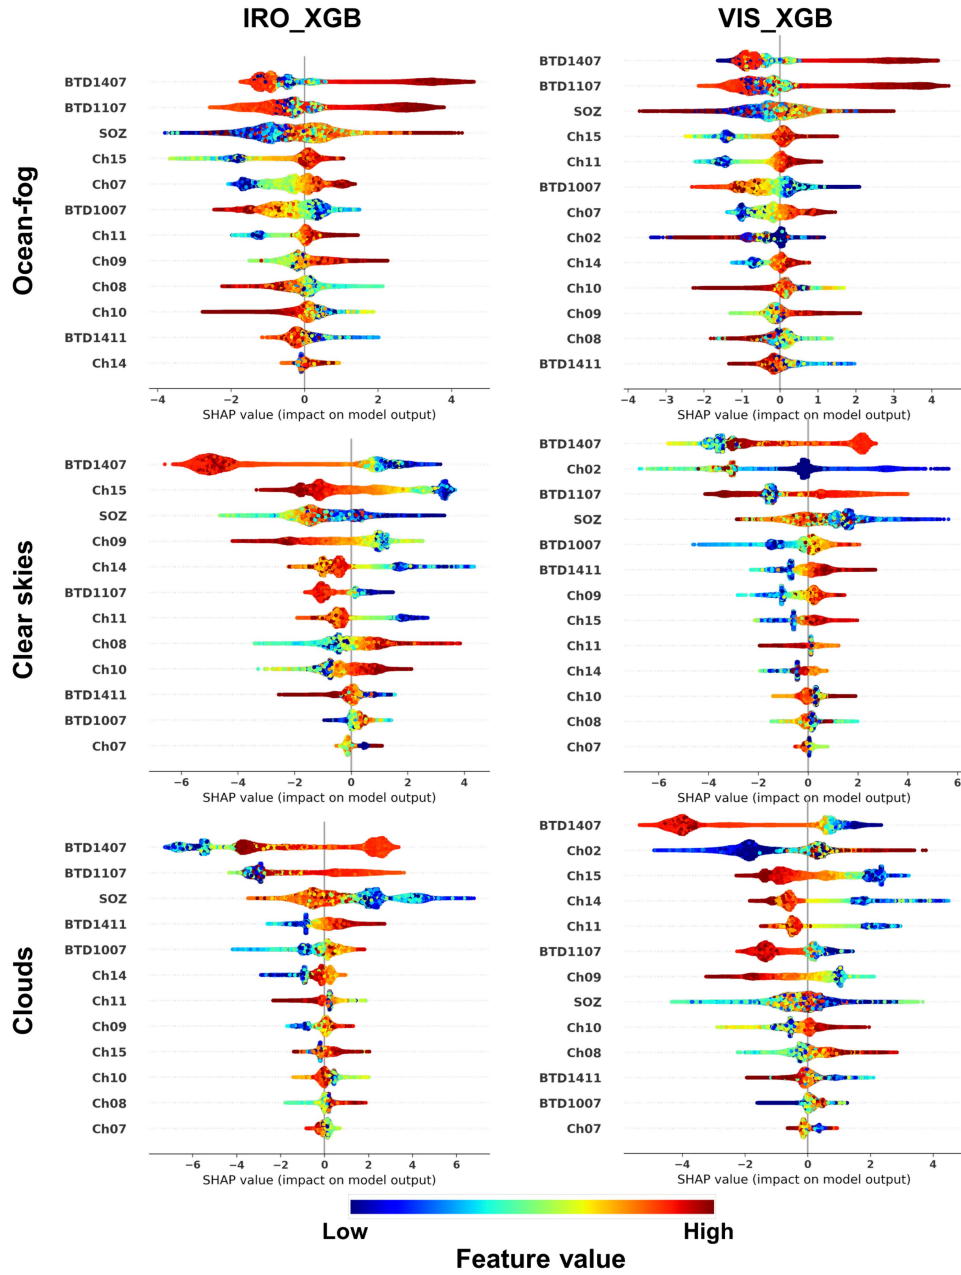 IRO_XGB
VIS_XGB
Ocean-fog
BTD1407
BTD1107
SOZ
Ch15
Ch07
BTD1007
Ch11
Ch09
Ch08
Ch10
BTD1411
Ch14
−4 −2 0 2 4
SHAP value (impact on model output)
BTD1407
BTD1107
SOZ
Ch15
Ch11
BTD1007
Ch07
Ch02
Ch14
Ch10
Ch09
Ch08
BTD1411
−4 −3 −2 −1 0 1 2 3 4
SHAP value (impact on model output)
Clear skies
BTD1407
Ch15
SOZ
Ch09
Ch14
BTD1107
Ch11
Ch08
Ch10
BTD1411
BTD1007
Ch07
−6 −4 −2 0 2 4
SHAP value (impact on model output)
BTD1407
Ch02
BTD1107
SOZ
BTD1007
BTD1411
Ch09
Ch15
Ch11
Ch14
Ch10
Ch08
Ch07
−6 −4 −2 0 2 4 6
SHAP value (impact on model output)
Clouds
BTD1407
BTD1107
SOZ
BTD1411
BTD1007
Ch14
Ch11
Ch09
Ch15
Ch10
Ch08
Ch07
−6 −4 −2 0 2 4 6
SHAP value (impact on model output)
BTD1407
Ch02
Ch15
Ch14
Ch11
BTD1107
Ch09
SOZ
Ch10
Ch08
BTD1411
BTD1007
Ch07
−4 −2 0 2 4
SHAP value (impact on model output)
Low High
Feature value